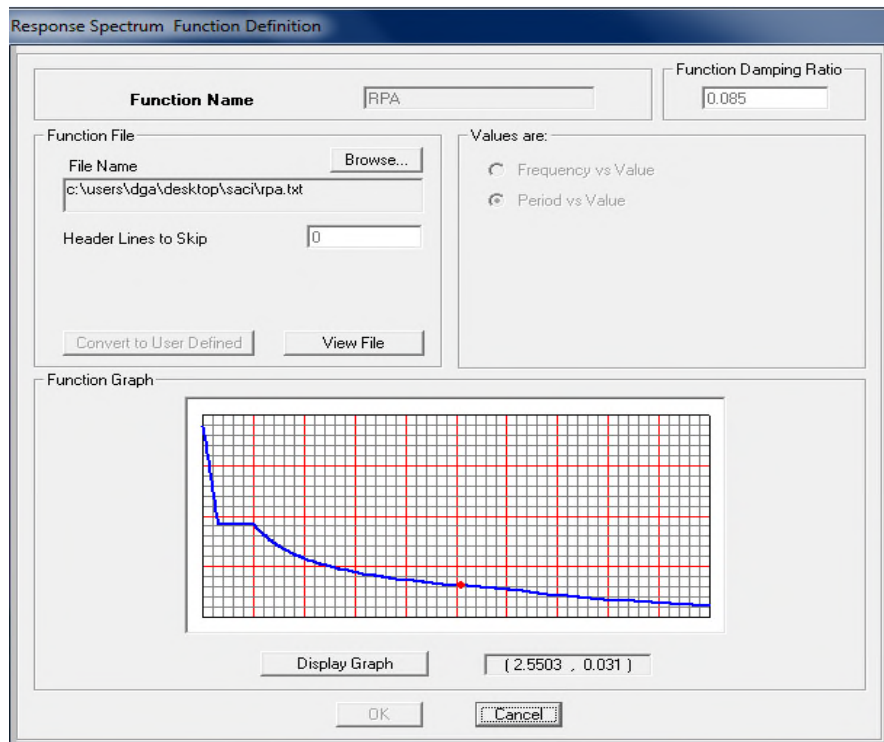 Response Spectrum Function Definition
Function Name
RPA
Function Damping Ratio
0.085
Function File
File Name
Browse...
c:\users\dga\desktop\saci\rpa.txt
Header Lines to Skip
0
Convert to User Defined
View File
Values are:
Frequency vs Value
Period vs Value
Function Graph
Display Graph
( 2.5503 , 0.031 )
OK
Cancel